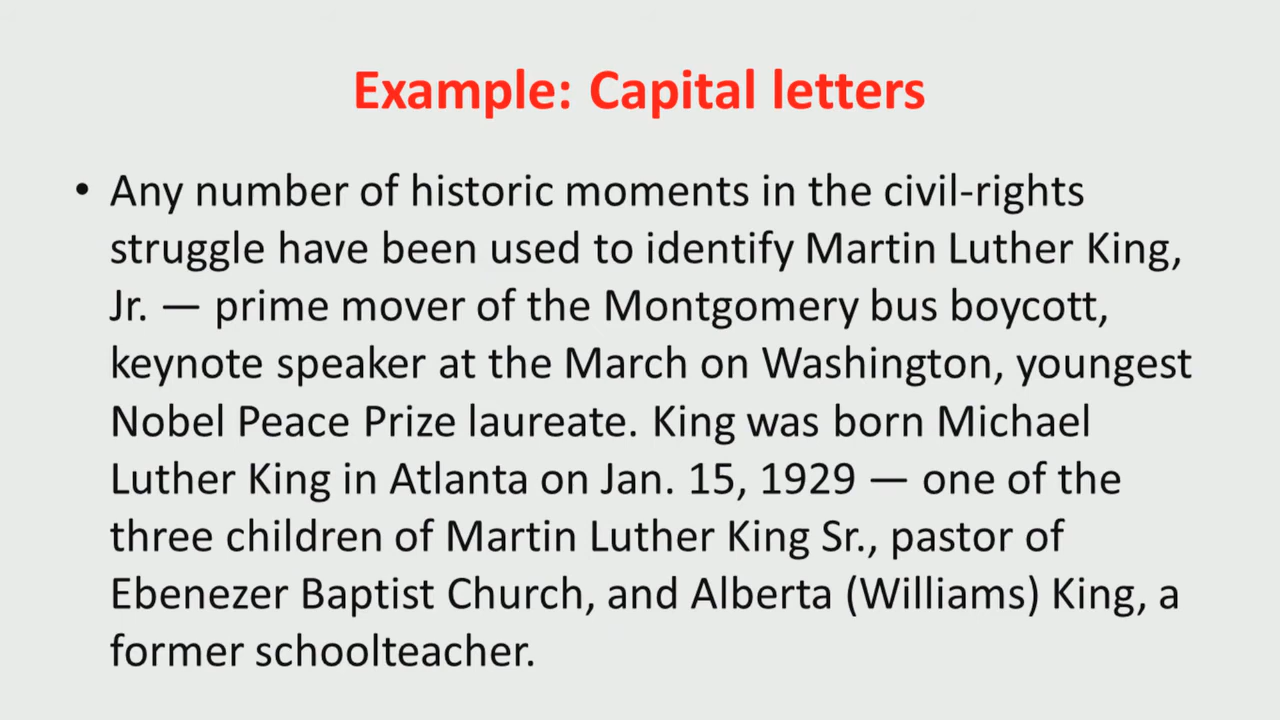 Example: Capital letters
• Any number of historic moments in the civil-rights
struggle have been used to identify Martin Luther King,
Jr. — prime mover of the Montgomery bus boycott,
keynote speaker at the March on Washington, youngest
Nobel Peace Prize laureate. King was born Michael
Luther King in Atlanta on Jan. 15, 1929 — one of the
three children of Martin Luther King Sr., pastor of
Ebenezer Baptist Church, and Alberta (Williams) King, a
former schoolteacher.